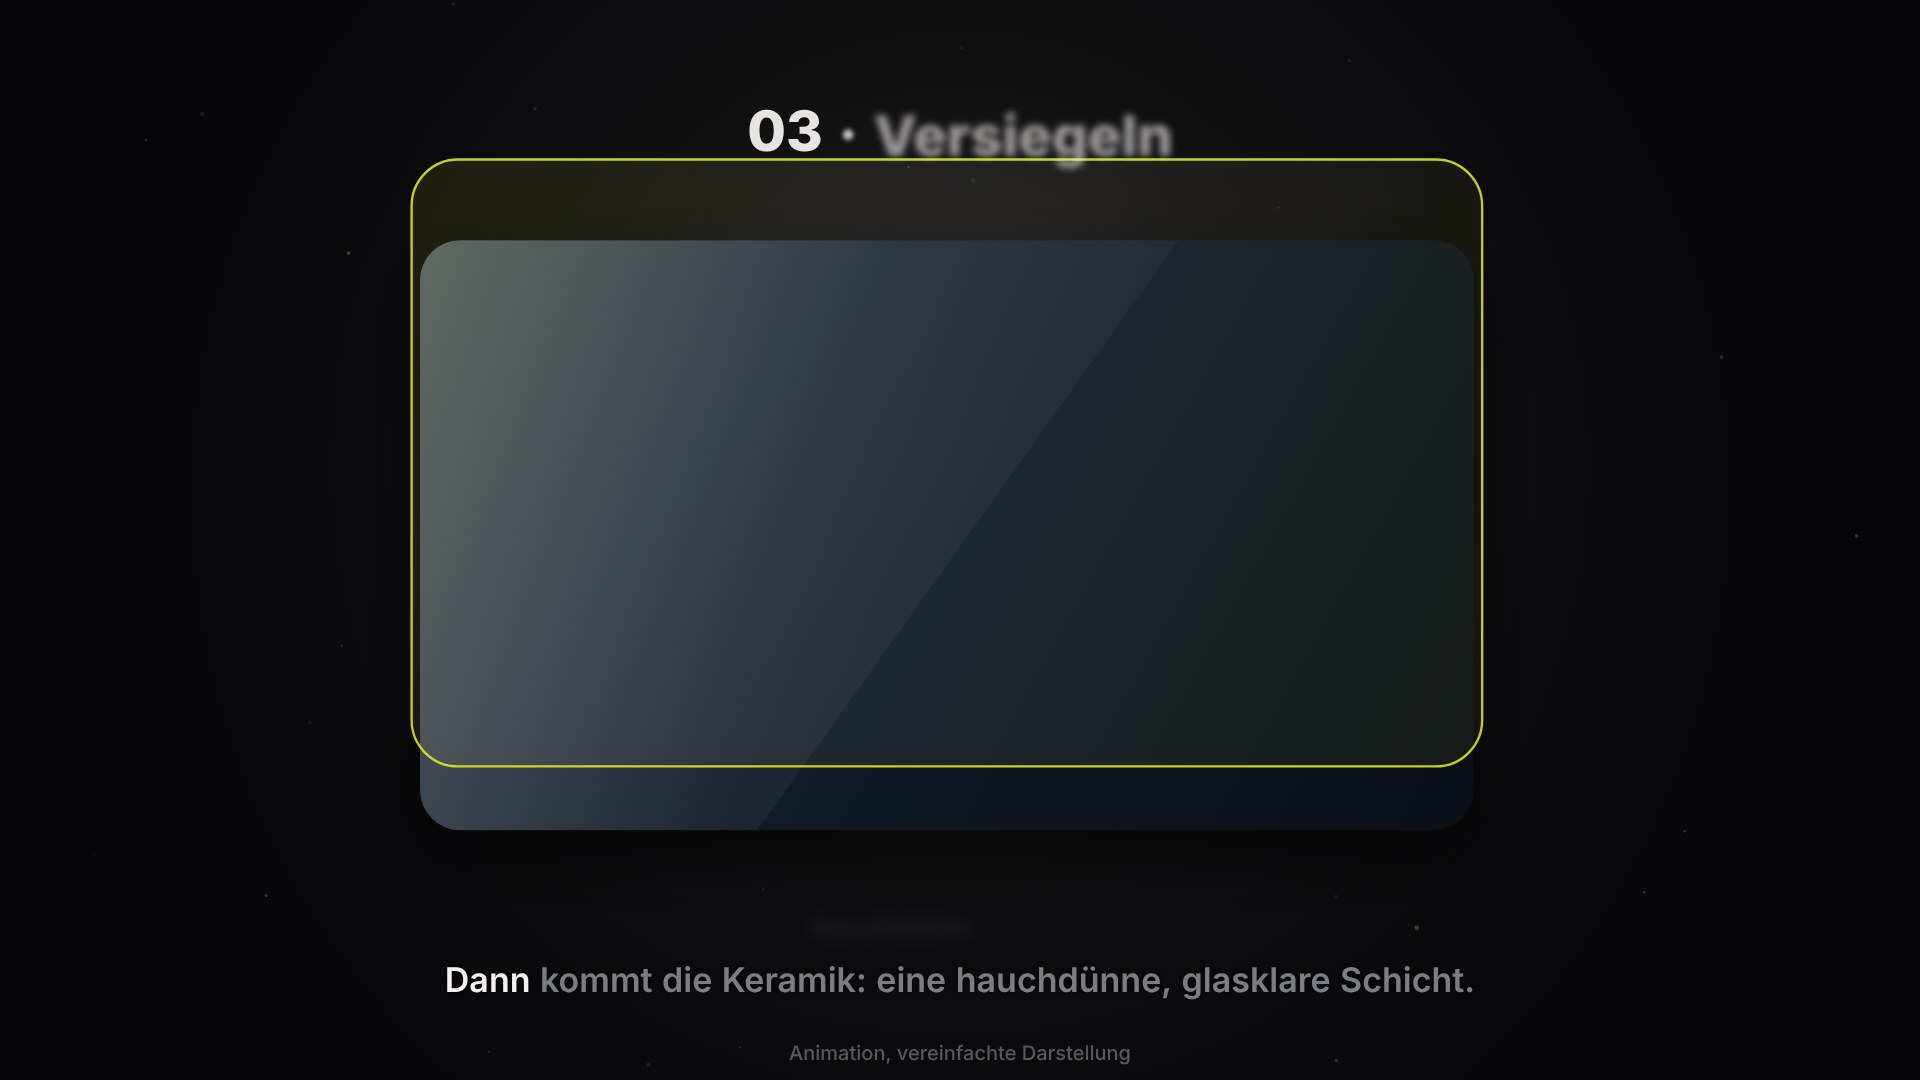 03 · Versiegeln
Dann kommt die Keramik: eine hauchdünne, glasklare Schicht.
Animation, vereinfachte Darstellung